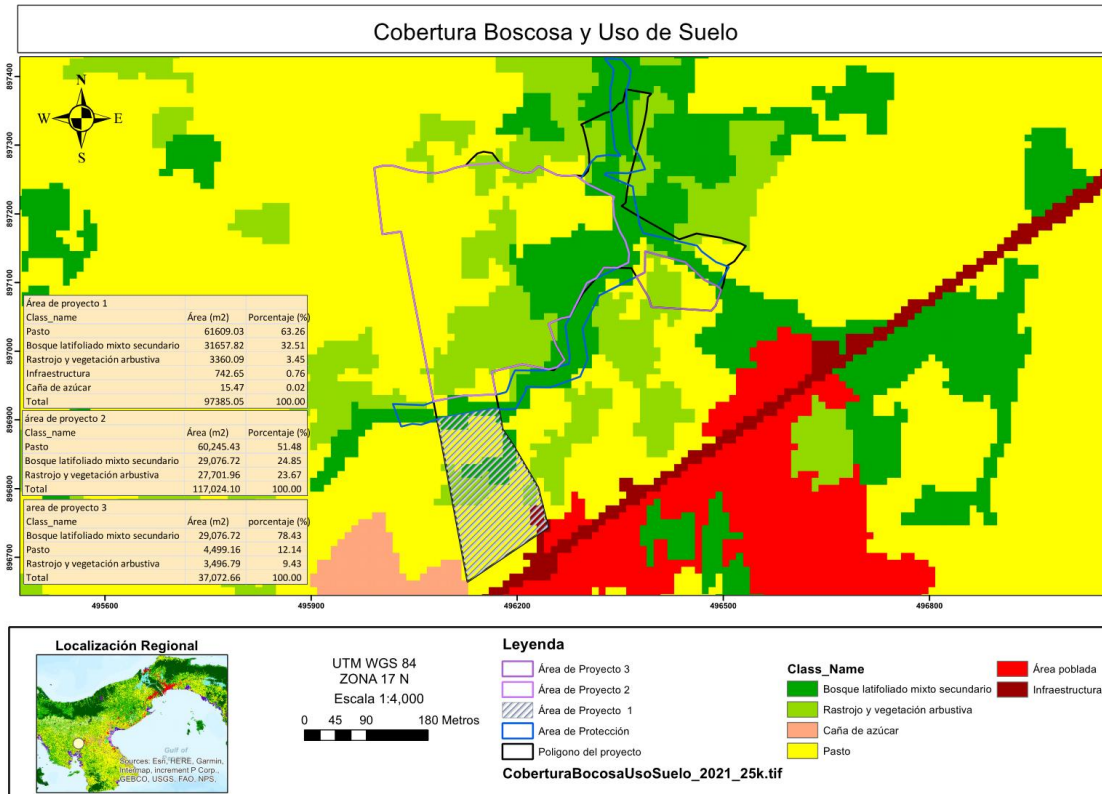 Cobertura Boscosa y Uso de Suelo
897400
897300
897200
897100
897000
896900
896800
896700
N
W E
S
Área de proyecto 1
Class_name Área (m2) Porcentaje (%)
Pasto 61609.03 63.26
Bosque latifoliado mixto secundario 31657.82 32.51
Rastrojo y vegetación arbustiva 3360.09 3.45
Infraestructura 742.65 0.76
Caña de azúcar 15.47 0.02
Total 97385.05 100.00
área de proyecto 2
Class_name Área (m2) Porcentaje (%)
Pasto 60,245.43 51.48
Bosque latifoliado mixto secundario 29,076.72 24.85
Rastrojo y vegetación arbustiva 27,701.96 23.67
Total 117,024.10 100.00
area de proyecto 3
Class_name Área (m2) porcentaje (%)
Bosque latifoliado mixto secundario 29,076.72 78.43
Pasto 4,499.16 12.14
Rastrojo y vegetación arbustiva 3,496.79 9.43
Total 37,072.66 100.00
495600 495900 496200 496500 496800
Localización Regional
Gulf of
Sources: Esri, HERE, Garmin,
Intermap, increment P Corp.,
GEBCO, USGS, FAO, NPS,
UTM WGS 84
ZONA 17 N
Escala 1:4,000
0 45 90 180 Metros
Leyenda
Área de Proyecto 3
Área de Proyecto 2
Área de Proyecto 1
Area de Protección
Poligono del proyecto
CoberturaBocosaUsoSuelo_2021_25k.tif
Class_Name
Bosque latifoliado mixto secundario
Rastrojo y vegetación arbustiva
Caña de azúcar
Pasto
Área poblada
Infraestructura